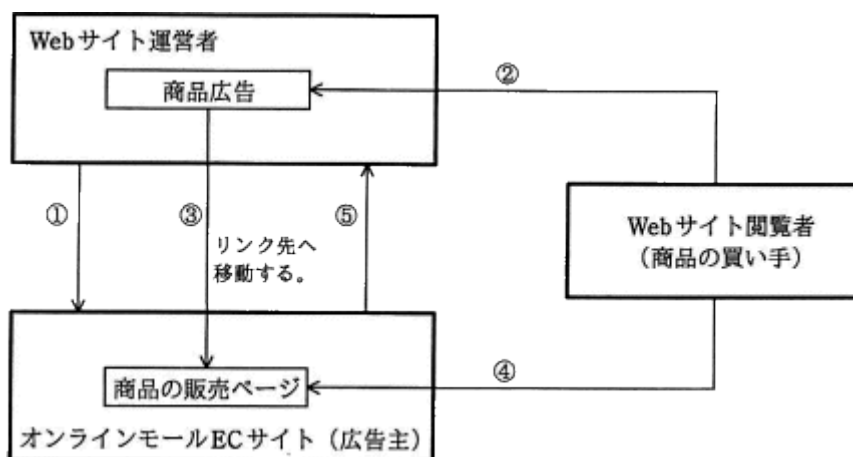 Webサイト運営者
商品広告
②
①
③
⑤
リンク先へ
移動する。
Webサイト閲覧者
（商品の買い手）
④
商品の販売ページ
オンラインモールECサイト（広告主）